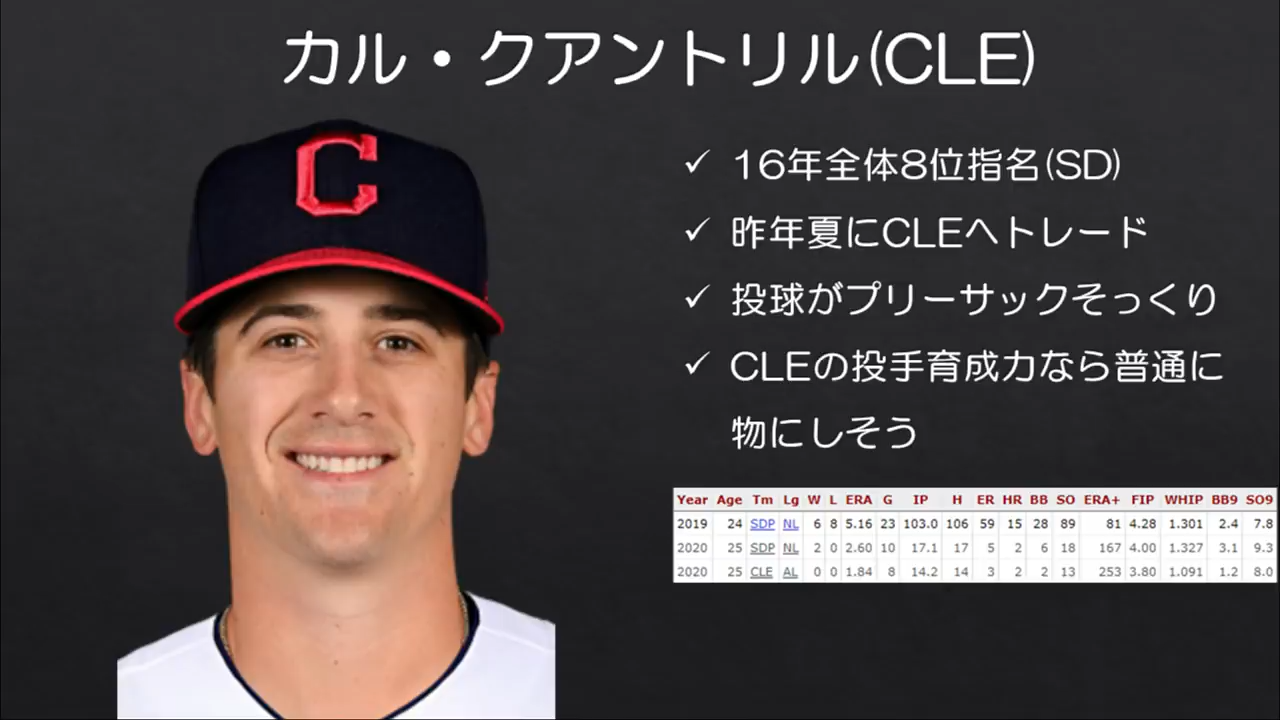 カル・クアントリル(CLE)
C
✓ 16年全体8位指名(SD)
✓ 昨年夏にCLEへトレード
✓ 投球がプリーサックそっくり
✓ CLEの投手育成力なら普通に
物にしそう
Year Age Tm Lg W L ERA G IP H ER HR BB SO ERA+ FIP WHIP BB9 SO9
2019 24 SDP NL 6 8 5.16 23 103.0 106 59 15 28 89 81 4.28 1.301 2.4 7.8
2020 25 SDP NL 2 0 2.60 10 17.1 17 5 2 6 18 167 4.00 1.327 3.1 9.3
2020 25 CLE AL 0 0 1.84 8 14.2 14 3 2 2 13 253 3.80 1.091 1.2 8.0